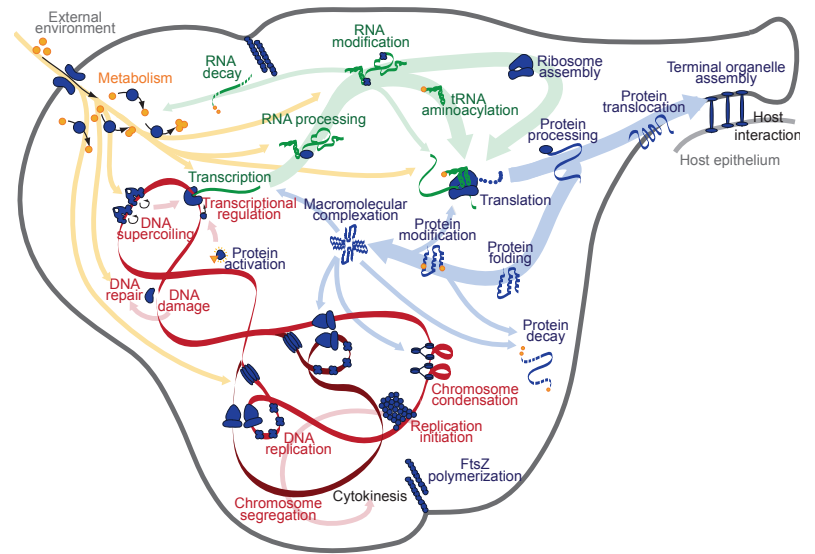 External
environment
Metabolism
RNA
decay
RNA
modification
Ribosome
assembly
Terminal organelle
assembly
tRNA
aminoacylation
Protein
translocation
Host
interaction
Host epithelium
RNA processing
Protein
processing
Transcription
Translation
Transcriptional
regulation
Macromolecular
complexation
DNA
supercoiling
Protein
modification
Protein
activation
Protein
folding
DNA
repair
DNA
damage
Protein
decay
Chromosome
condensation
Replication
initiation
DNA
replication
FtsZ
polymerization
Cytokinesis
Chromosome
segregation